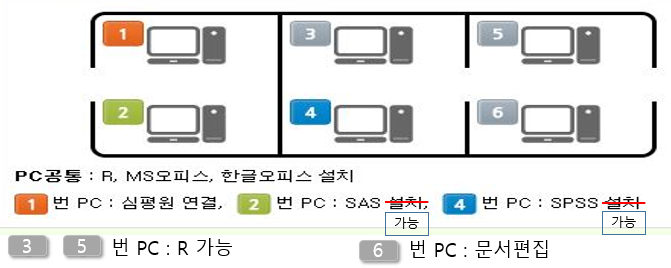 1 3 5
2 4 6
PC공통 : R, MS오피스, 한글오피스 설치
1 번 PC : 심평원 연결, 2 번 PC : SAS 설치, 4 번 PC : SPSS 설치
가능 가능
3 5 번 PC : R 가능 6 번 PC : 문서편집